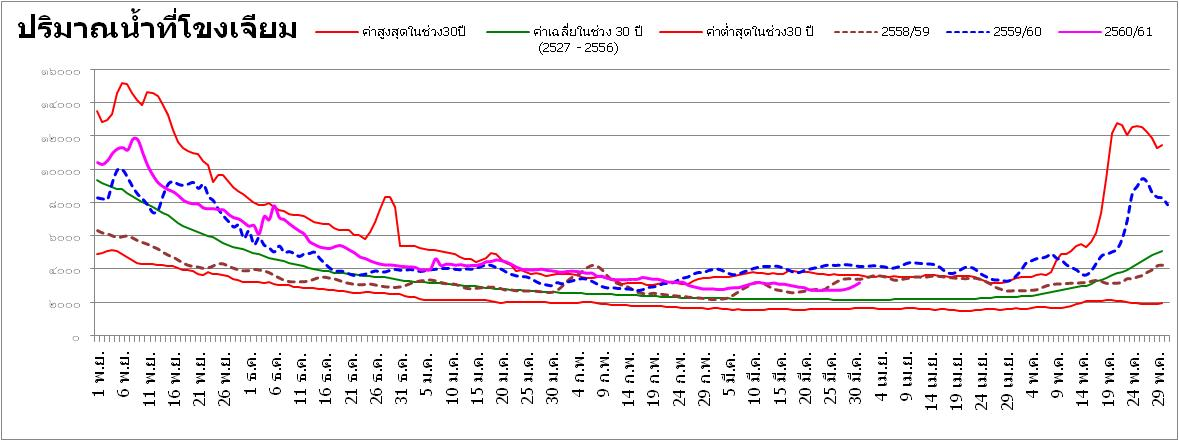 ปริมาณน้ำที่โขงเจียม
ค่าสูงสุดในช่วง30ปี
ค่าเฉลี่ยในช่วง 30 ปี
(2527 - 2556)
ค่าต่ำสุดในช่วง30 ปี
2558/59
2559/60
2560/61
๑๖๐๐๐
๑๔๐๐๐
๑๒๐๐๐
๑๐๐๐๐
๘๐๐๐
๖๐๐๐
๔๐๐๐
๒๐๐๐
๐
1 พ.ย.
6 พ.ย.
11 พ.ย.
16 พ.ย.
21 พ.ย.
26 พ.ย.
1 ธ.ค.
6 ธ.ค.
11 ธ.ค.
16 ธ.ค.
21 ธ.ค.
26 ธ.ค.
31 ธ.ค.
5 ม.ค.
10 ม.ค.
15 ม.ค.
20 ม.ค.
25 ม.ค.
30 ม.ค.
4 ก.พ
9 ก.พ.
14 ก.พ
19 ก.พ.
24 ก.พ.
29 ก.พ.
5 มี.ค.
10 มี.ค.
15 มี.ค.
20 มี.ค.
25 มี.ค.
30 มี.ค.
4 เม.ย.
9 เม.ย.
14 เม.ย
19 เม.ย.
24 เม.ย.
29 เม.ย.
4 พ.ค.
9 พ.ค.
14 พ.ค.
19 พ.ค.
24 พ.ค.
29 พ.ค.